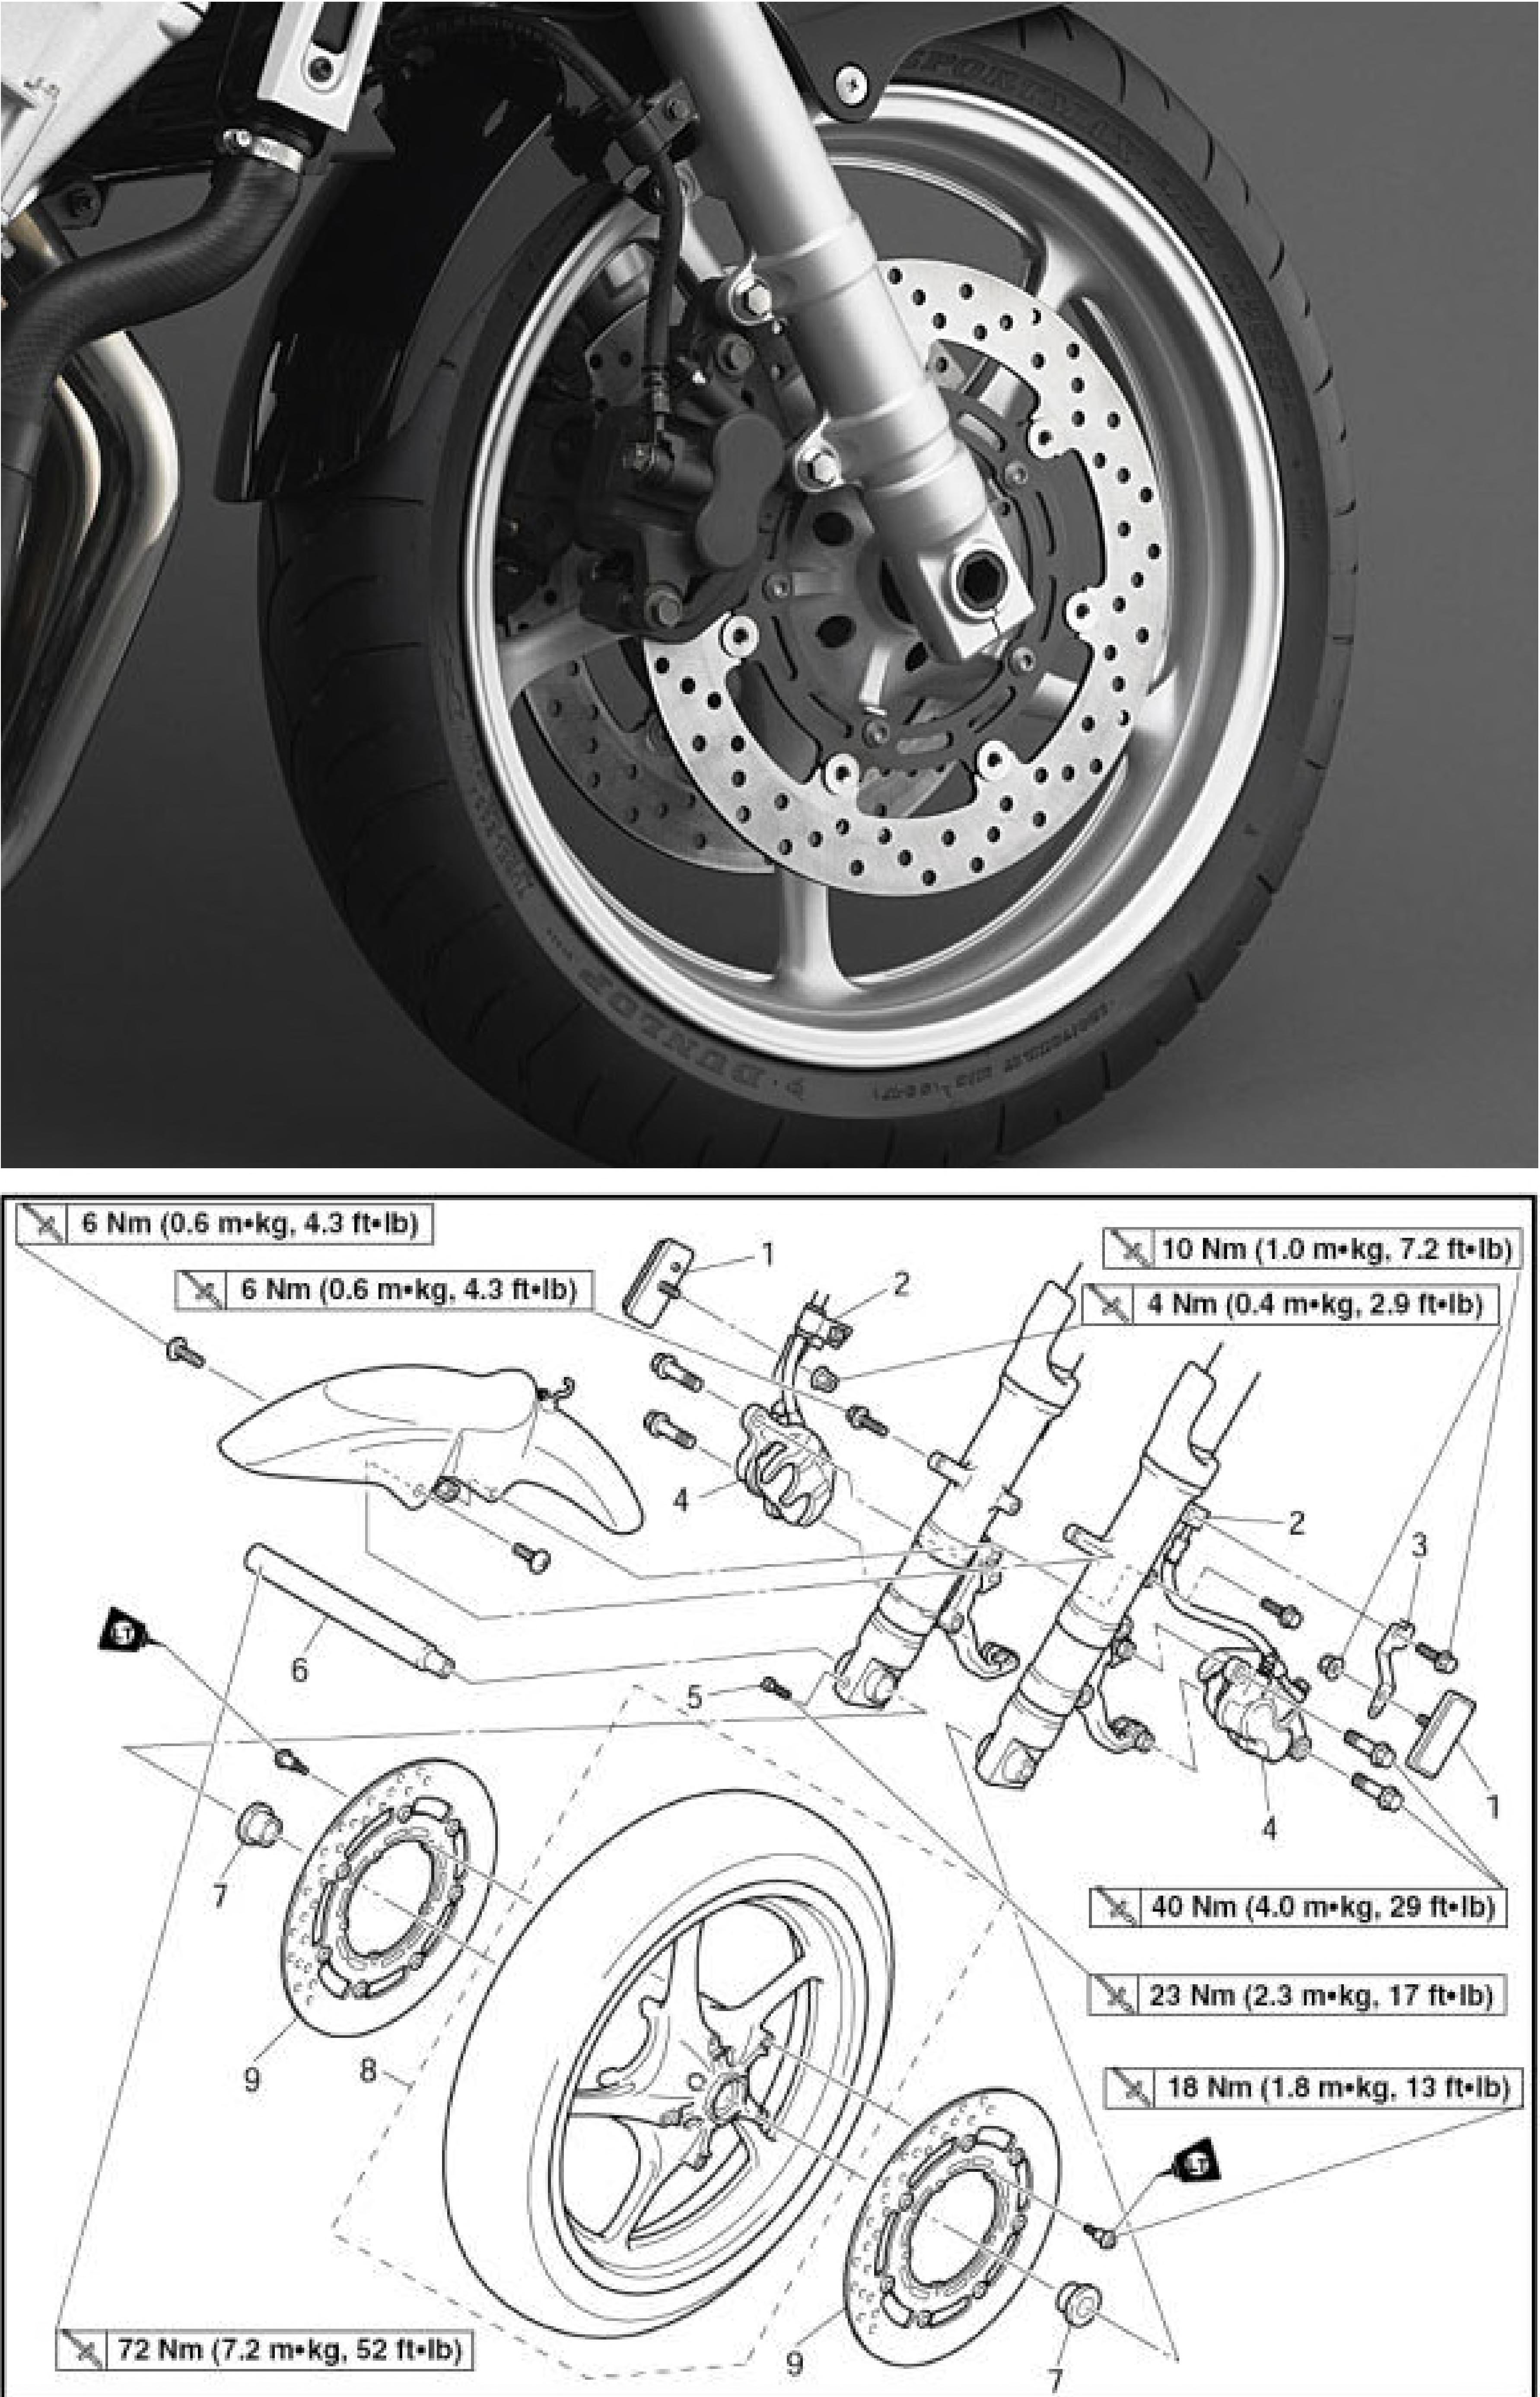 SPORTMAX
DUNLOP
6 Nm (0.6 m•kg, 4.3 ft•lb)
10 Nm (1.0 m•kg, 7.2 ft•lb)
6 Nm (0.6 m•kg, 4.3 ft•lb)
4 Nm (0.4 m•kg, 2.9 ft•lb)
1
2
4
2
3
LT
6
5
1
4
7
40 Nm (4.0 m•kg, 29 ft•lb)
23 Nm (2.3 m•kg, 17 ft•lb)
9
8
18 Nm (1.8 m•kg, 13 ft•lb)
LT
72 Nm (7.2 m•kg, 52 ft•lb)
9
7